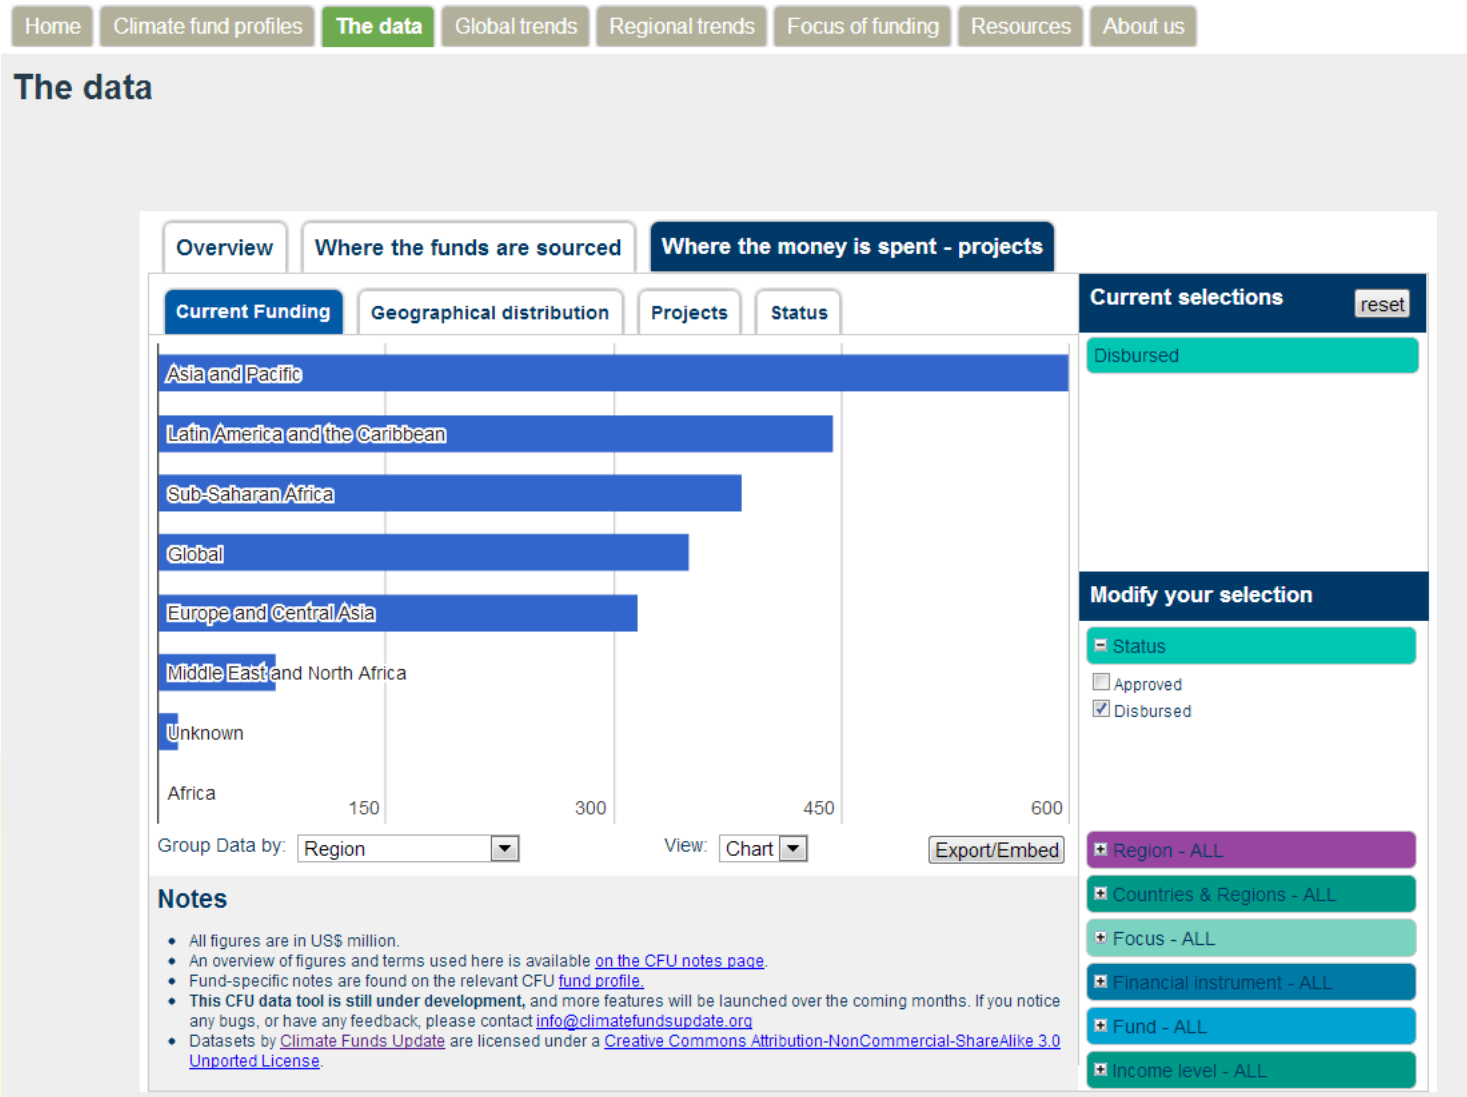 Home Climate fund profiles The data Global trends Regional trends Focus of funding Resources About us
The data
Overview Where the funds are sourced Where the money is spent - projects
Current Funding Geographical distribution Projects Status
Asia and Pacific
Latin America and the Caribbean
Sub-Saharan Africa
Global
Europe and Central Asia
Middle East and North Africa
Unknown
Africa
150 300 450 600
Group Data by: Region View: Chart Export/Embed
Notes
All figures are in US$ million.
An overview of figures and terms used here is available on the CFU notes page.
Fund-specific notes are found on the relevant CFU fund profile.
This CFU data tool is still under development, and more features will be launched over the coming months. If you notice
any bugs, or have any feedback, please contact info@climatefundsupdate.org
Datasets by Climate Funds Update are licensed under a Creative Commons Attribution-NonCommercial-ShareAlike 3.0
Unported License.
Current selections reset
Disbursed
Modify your selection
Status
Approved
Disbursed
Region - ALL
Countries & Regions - ALL
Focus - ALL
Financial instrument - ALL
Fund - ALL
Income level - ALL